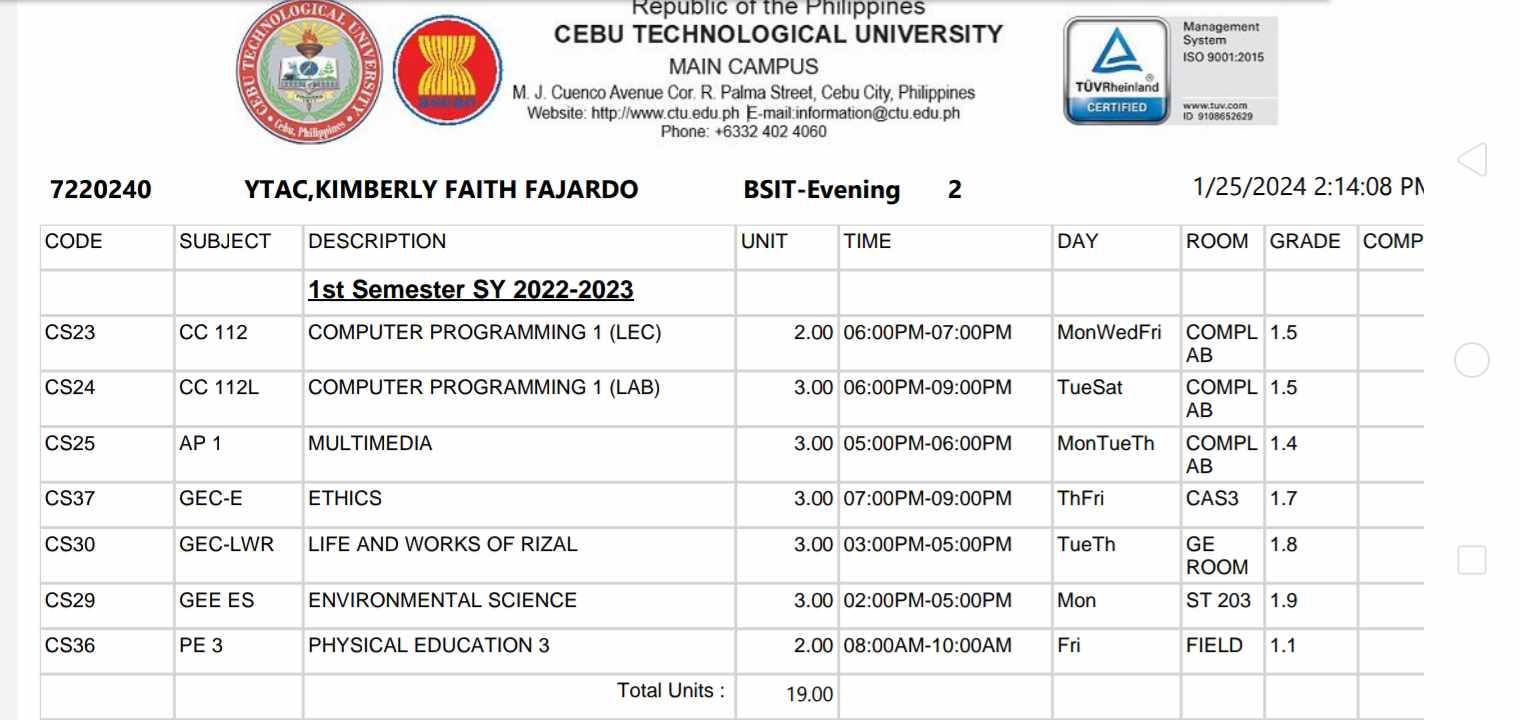 Republic of the Philippines
CEBU TECHNOLOGICAL UNIVERSITY
MAIN CAMPUS
M. J. Cuenco Avenue Cor. R. Palma Street, Cebu City, Philippines
Website: http://www.ctu.edu.ph E-mail:information@ctu.edu.ph
Phone: +6332 402 4060
CEBU TECHNOLOGICAL UNIVERSITY
Cebu, Philippines
asean
TÜVRheinland®
CERTIFIED
Management
System
ISO 9001:2015
www.tuv.com
ID 9108652629
7220240 YTAC,KIMBERLY FAITH FAJARDO BSIT-Evening 2 1/25/2024 2:14:08 PM
CODE SUBJECT DESCRIPTION UNIT TIME DAY ROOM GRADE COMP
1st Semester SY 2022-2023
CS23 CC 112 COMPUTER PROGRAMMING 1 (LEC) 2.00 06:00PM-07:00PM MonWedFri COMPL 1.5
AB
CS24 CC 112L COMPUTER PROGRAMMING 1 (LAB) 3.00 06:00PM-09:00PM TueSat COMPL 1.5
AB
CS25 AP 1 MULTIMEDIA 3.00 05:00PM-06:00PM MonTueTh COMPL 1.4
AB
CS37 GEC-E ETHICS 3.00 07:00PM-09:00PM ThFri CAS3 1.7
CS30 GEC-LWR LIFE AND WORKS OF RIZAL 3.00 03:00PM-05:00PM TueTh GE 1.8
ROOM
CS29 GEE ES ENVIRONMENTAL SCIENCE 3.00 02:00PM-05:00PM Mon ST 203 1.9
CS36 PE 3 PHYSICAL EDUCATION 3 2.00 08:00AM-10:00AM Fri FIELD 1.1
Total Units : 19.00